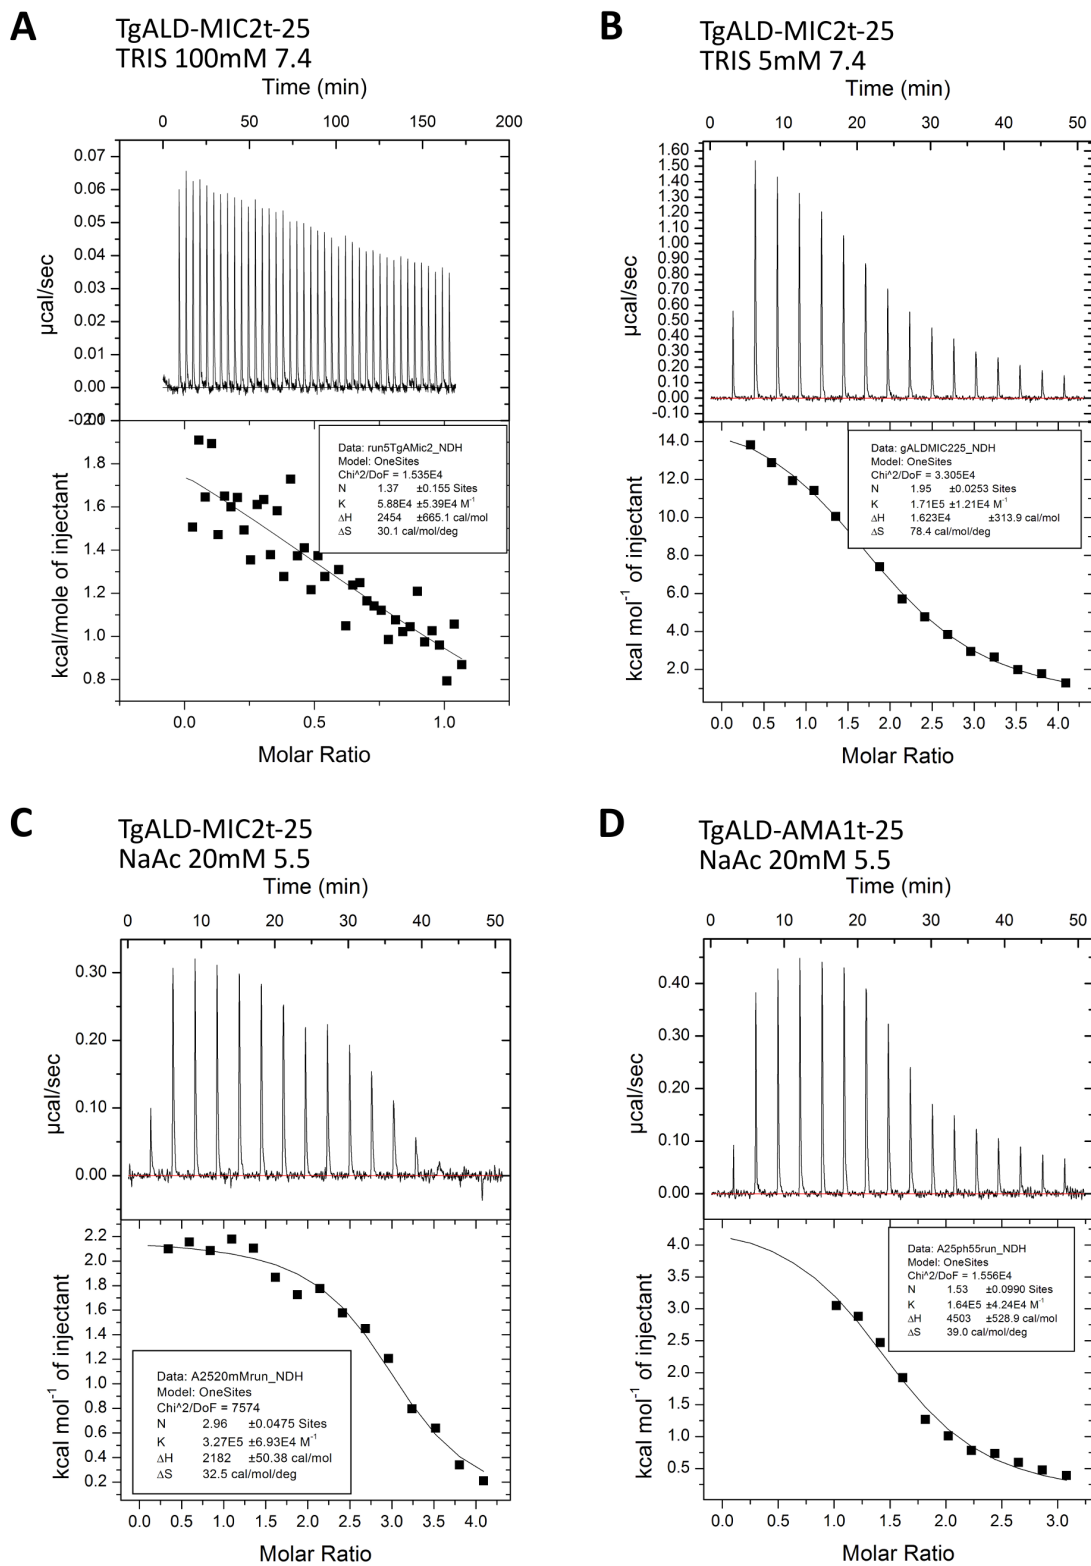 A
TgALD-MIC2t-25
TRIS 100mM 7.4
Time (min)
0 50 100 150 200
0.07
0.06
0.05
0.04
0.03
0.02
0.01
0.00
µcal/sec
1.8
1.6
1.4
1.2
1.0
0.8
kcal/mole of injectant
Data: run5TgAMic2_NDH
Model: OneSites
Chi^2/DoF = 1.535E4
N 1.37 ±0.155 Sites
K 5.88E4 ±5.39E4 M⁻¹
ΔH 2454 ±665.1 cal/mol
ΔS 30.1 cal/mol/deg
0.0 0.5 1.0
Molar Ratio
B
TgALD-MIC2t-25
TRIS 5mM 7.4
Time (min)
0 10 20 30 40 50
1.60
1.50
1.40
1.30
1.20
1.10
1.00
0.90
0.80
0.70
0.60
0.50
0.40
0.30
0.20
0.10
0.00
-0.10
µcal/sec
14.0
12.0
10.0
8.0
6.0
4.0
2.0
kcal mol⁻¹ of injectant
Data: gALDMIC225_NDH
Model: OneSites
Chi^2/DoF = 3.305E4
N 1.95 ±0.0253 Sites
K 1.71E5 ±1.21E4 M⁻¹
ΔH 1.623E4 ±313.9 cal/mol
ΔS 78.4 cal/mol/deg
0.0 0.5 1.0 1.5 2.0 2.5 3.0 3.5 4.0
Molar Ratio
C
TgALD-MIC2t-25
NaAc 20mM 5.5
Time (min)
0 10 20 30 40 50
0.30
0.20
0.10
0.00
µcal/sec
2.2
2.0
1.8
1.6
1.4
1.2
1.0
0.8
0.6
0.4
0.2
kcal mol⁻¹ of injectant
Data: A2520mMrun_NDH
Model: OneSites
Chi^2/DoF = 7574
N 2.96 ±0.0475 Sites
K 3.27E5 ±6.93E4 M⁻¹
ΔH 2182 ±50.38 cal/mol
ΔS 32.5 cal/mol/deg
0.0 0.5 1.0 1.5 2.0 2.5 3.0 3.5 4.0
Molar Ratio
D
TgALD-AMA1t-25
NaAc 20mM 5.5
Time (min)
0 10 20 30 40 50
0.40
0.30
0.20
0.10
0.00
µcal/sec
4.0
3.5
3.0
2.5
2.0
1.5
1.0
0.5
kcal mol⁻¹ of injectant
Data: A25ph55run_NDH
Model: OneSites
Chi^2/DoF = 1.556E4
N 1.53 ±0.0990 Sites
K 1.64E5 ±4.24E4 M⁻¹
ΔH 4503 ±528.9 cal/mol
ΔS 39.0 cal/mol/deg
0.0 0.5 1.0 1.5 2.0 2.5 3.0
Molar Ratio